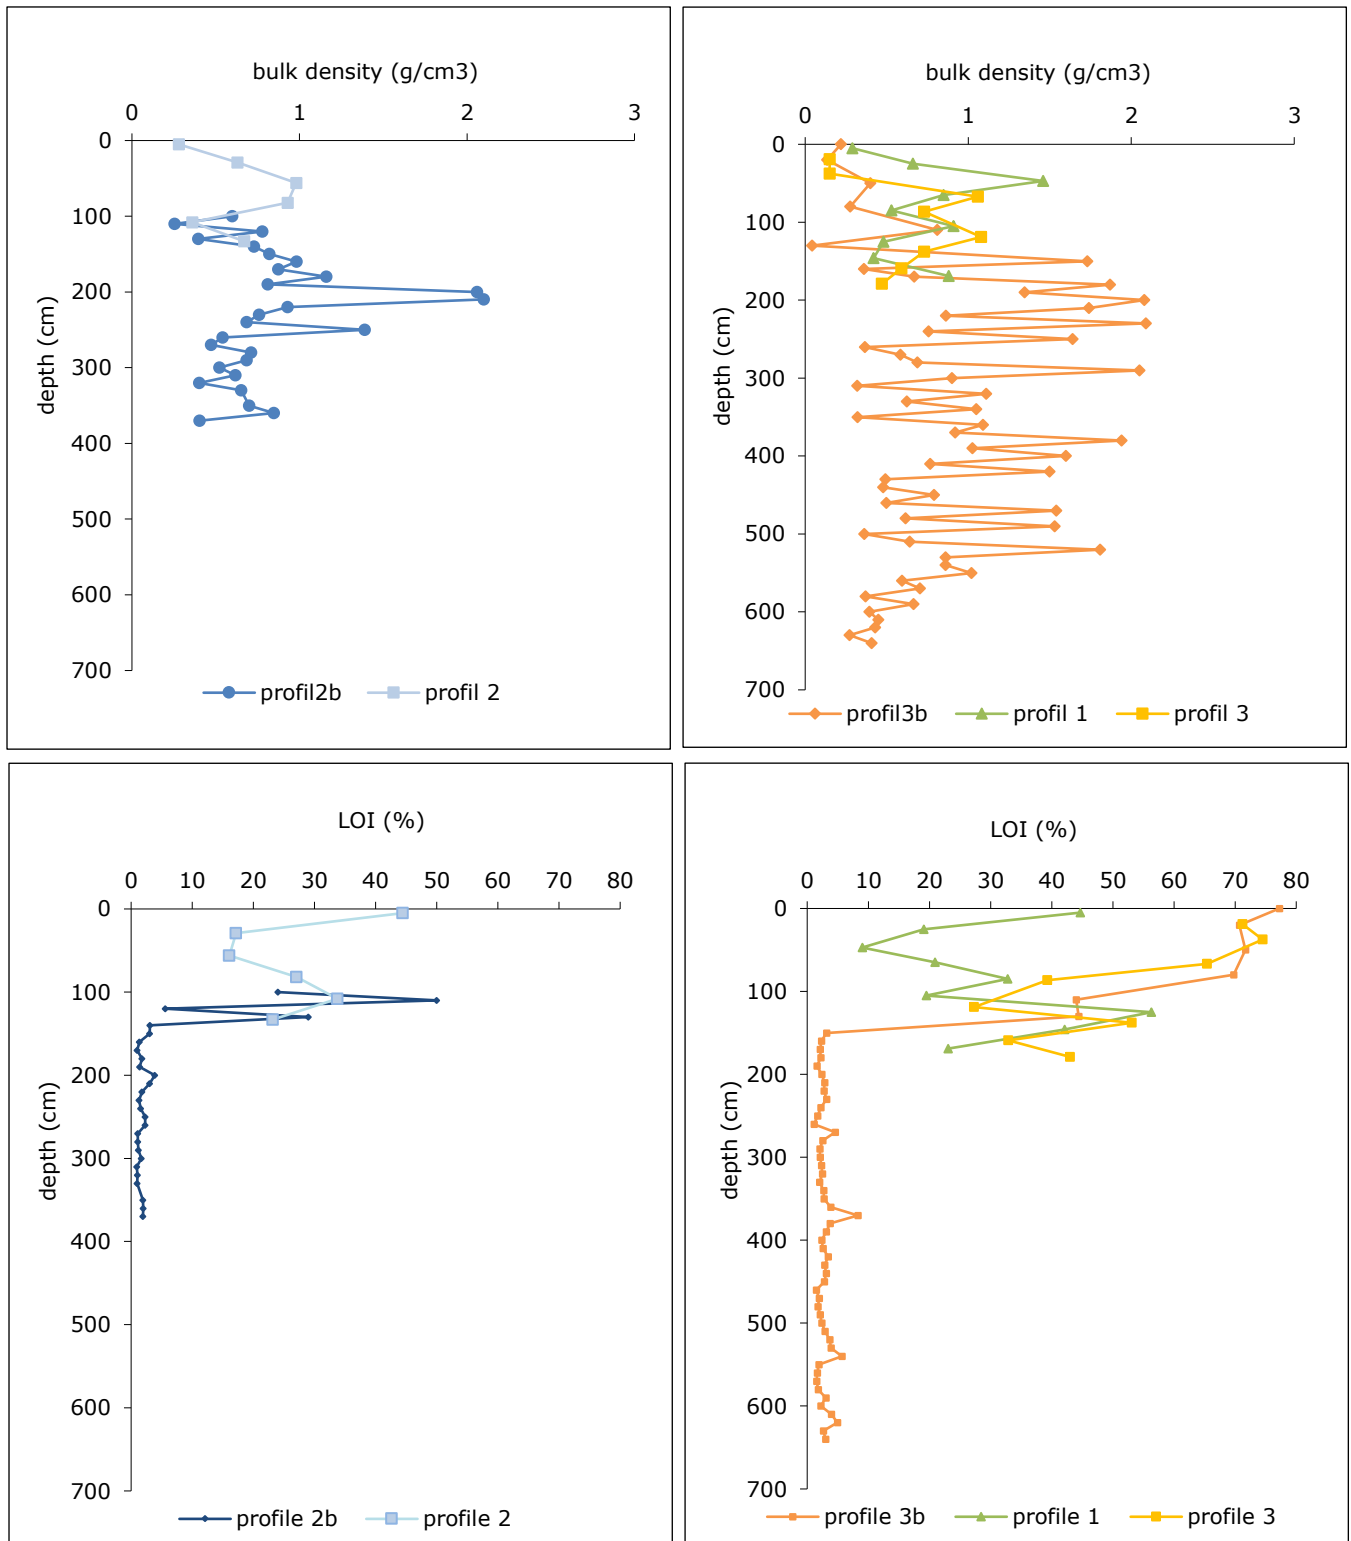 bulk density (g/cm3)
0 1 2 3
0
100
200
300
400
500
600
700
depth (cm)
profil2b profil 2
bulk density (g/cm3)
0 1 2 3
0
100
200
300
400
500
600
700
depth (cm)
profil3b profil 1 profil 3
LOI (%)
0 10 20 30 40 50 60 70 80
0
100
200
300
400
500
600
700
depth (cm)
profile 2b profile 2
LOI (%)
0 10 20 30 40 50 60 70 80
0
100
200
300
400
500
600
700
depth (cm)
profile 3b profile 1 profile 3